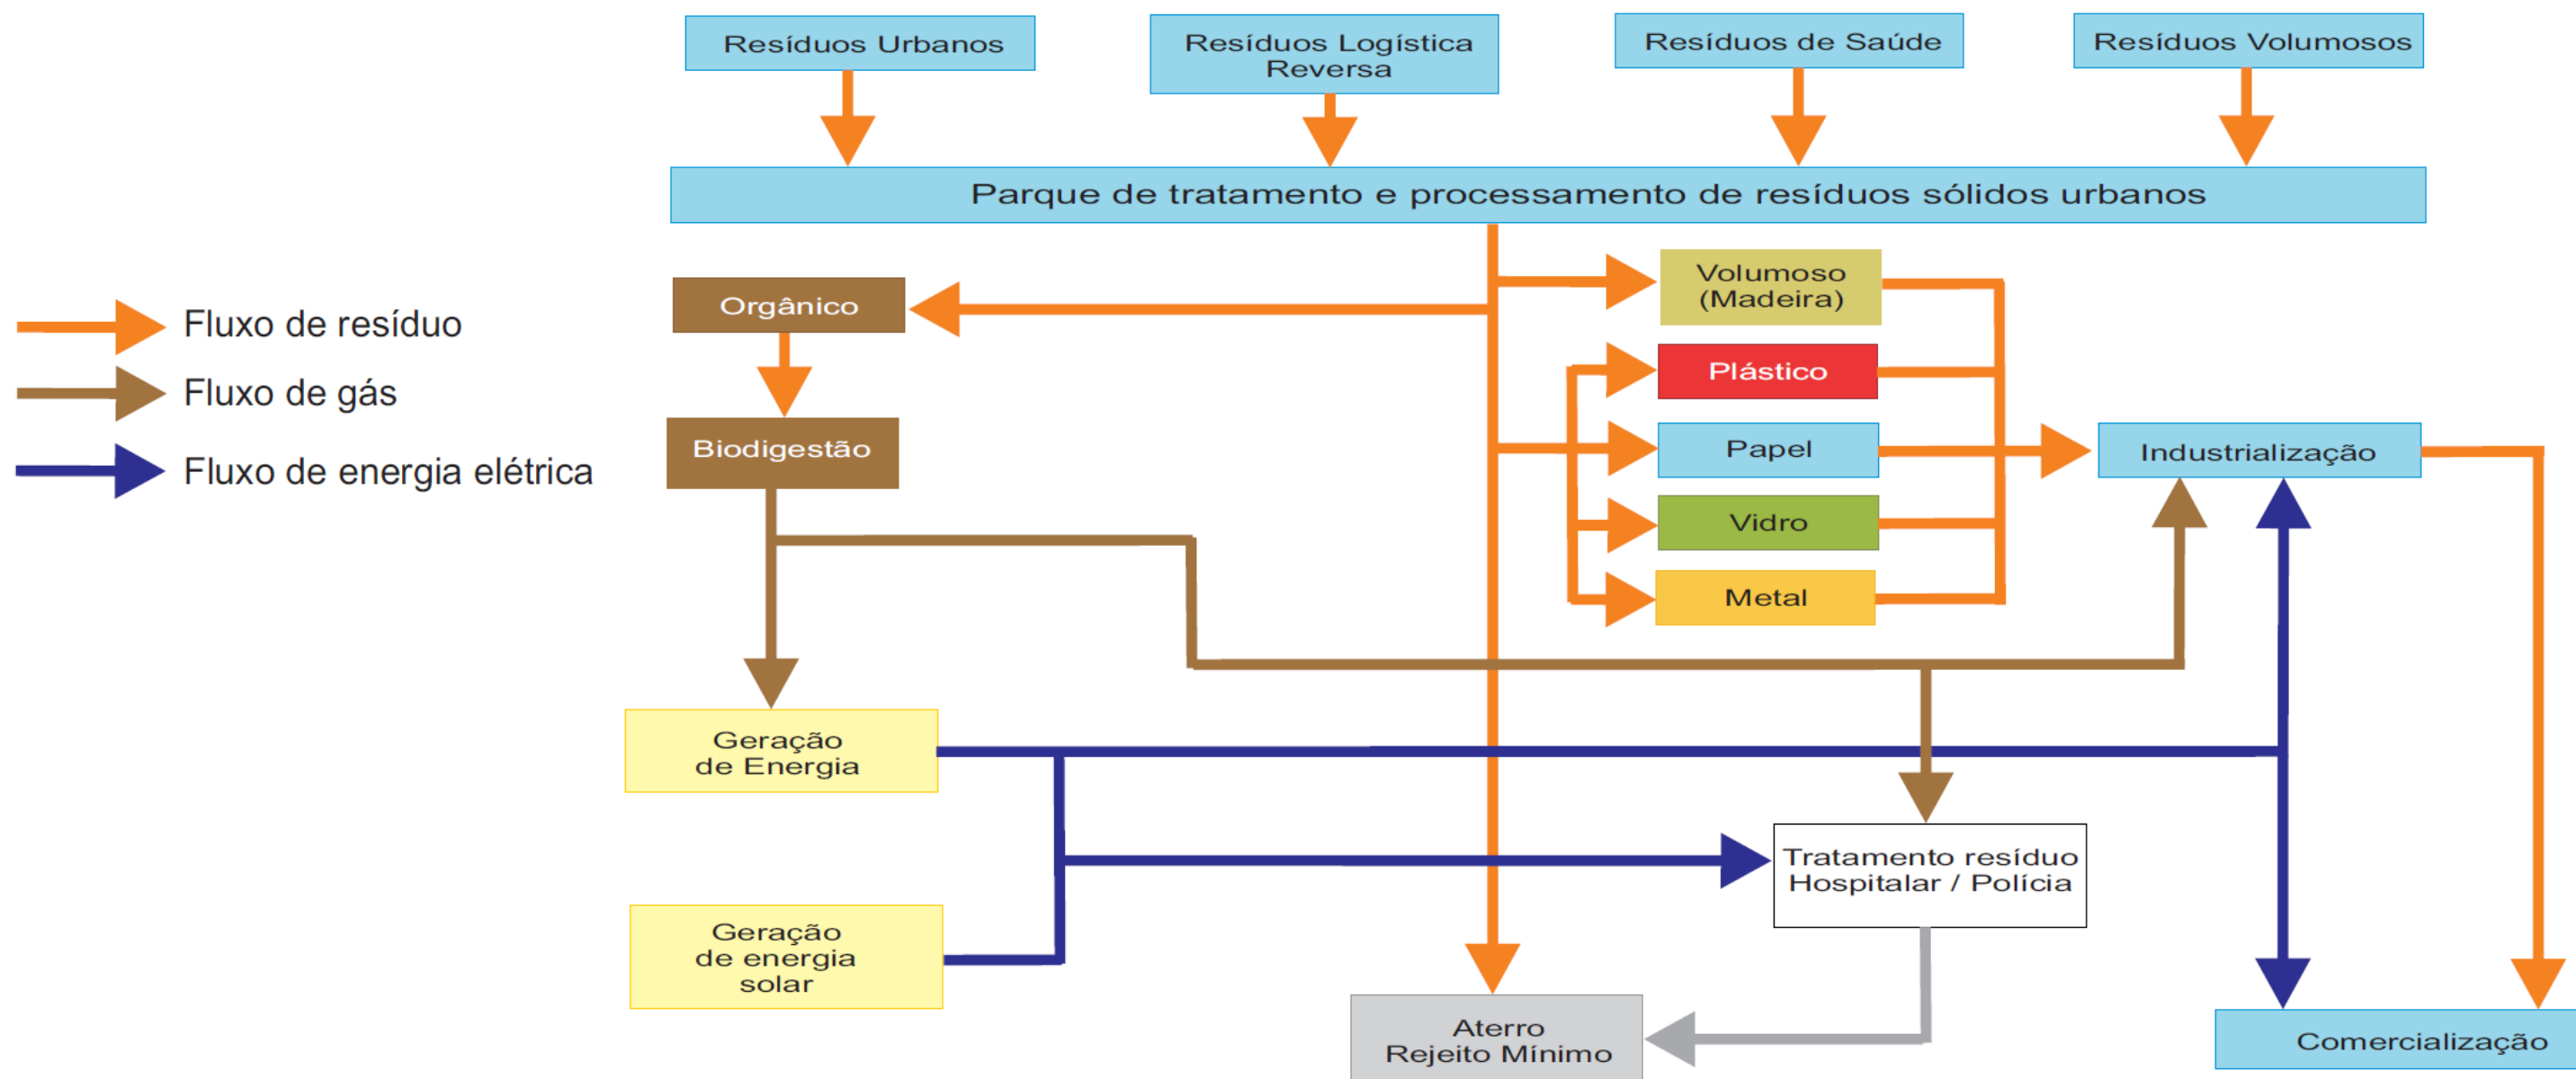 Resíduos Urbanos
Resíduos Logística
Reversa
Resíduos de Saúde
Resíduos Volumosos
Parque de tratamento e processamento de resíduos sólidos urbanos
Fluxo de resíduo
Fluxo de gás
Fluxo de energia elétrica
Orgânico
Biodigestão
Volumoso
(Madeira)
Plástico
Papel
Vidro
Metal
Industrialização
Geração
de Energia
Geração
de energia
solar
Tratamento resíduo
Hospitalar / Polícia
Aterro
Rejeito Mínimo
Comercialização